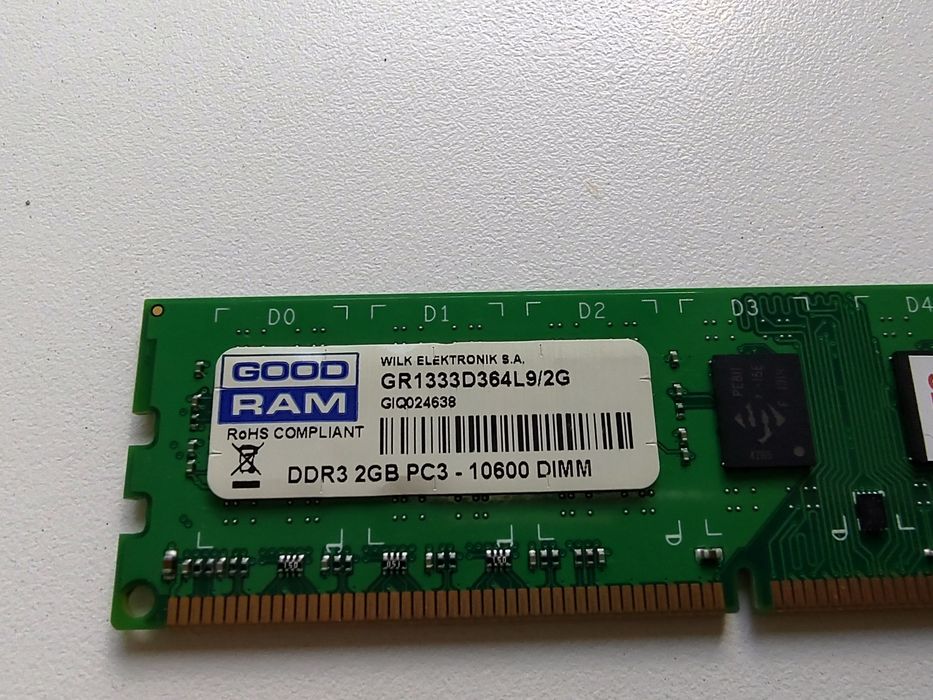 D0 D1 D2 D3 D4
GOOD
RAM
WILK ELEKTRONIK S.A.
GR1333D364L9/2G
GIQ024638
RoHS COMPLIANT
DDR3 2GB PC3 - 10600 DIMM